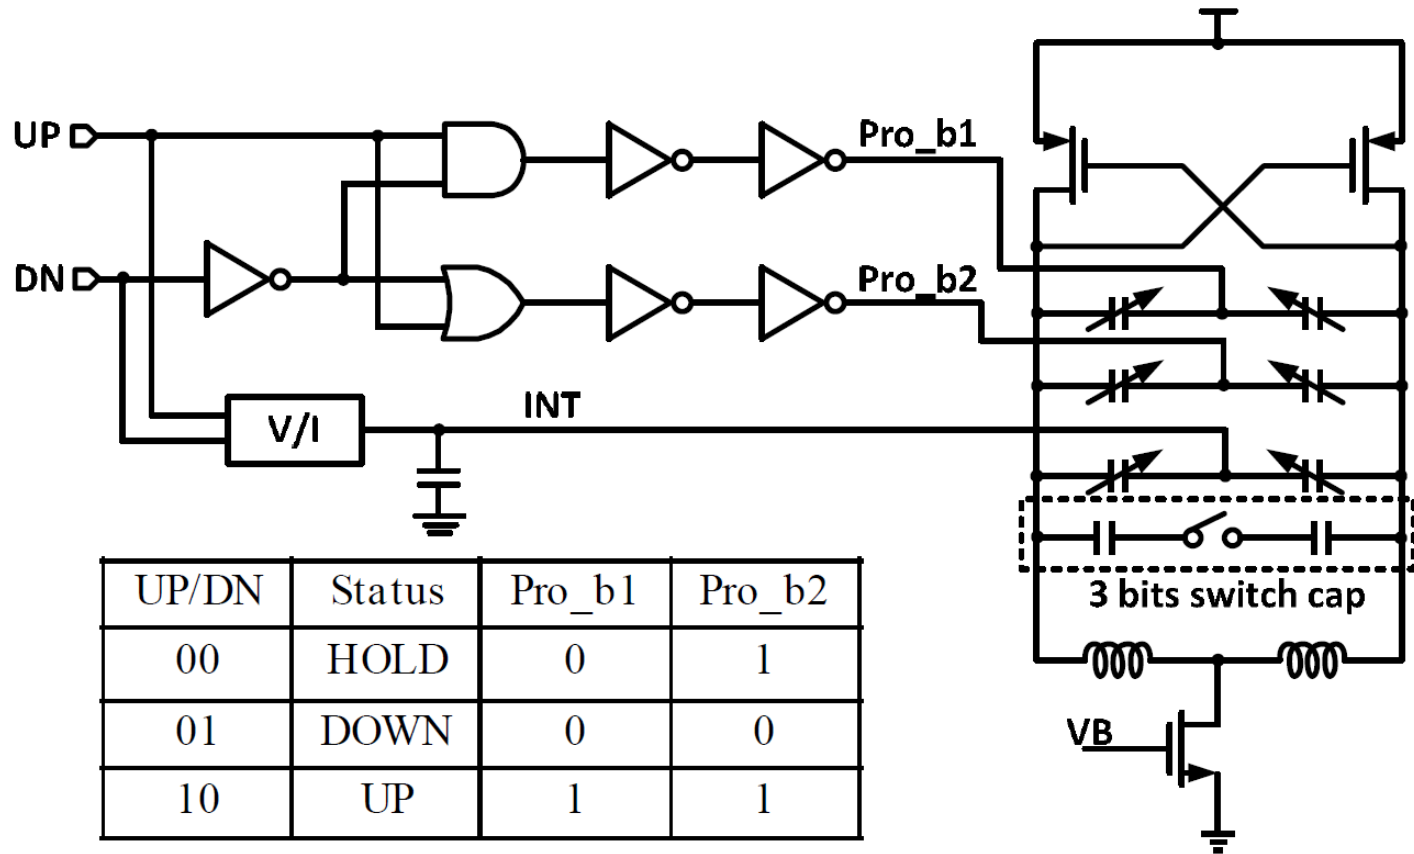 UP
Pro_b1
DN
Pro_b2
V/I
INT
3 bits switch cap
VB
UP/DN Status Pro_b1 Pro_b2
00 HOLD 0 1
01 DOWN 0 0
10 UP 1 1